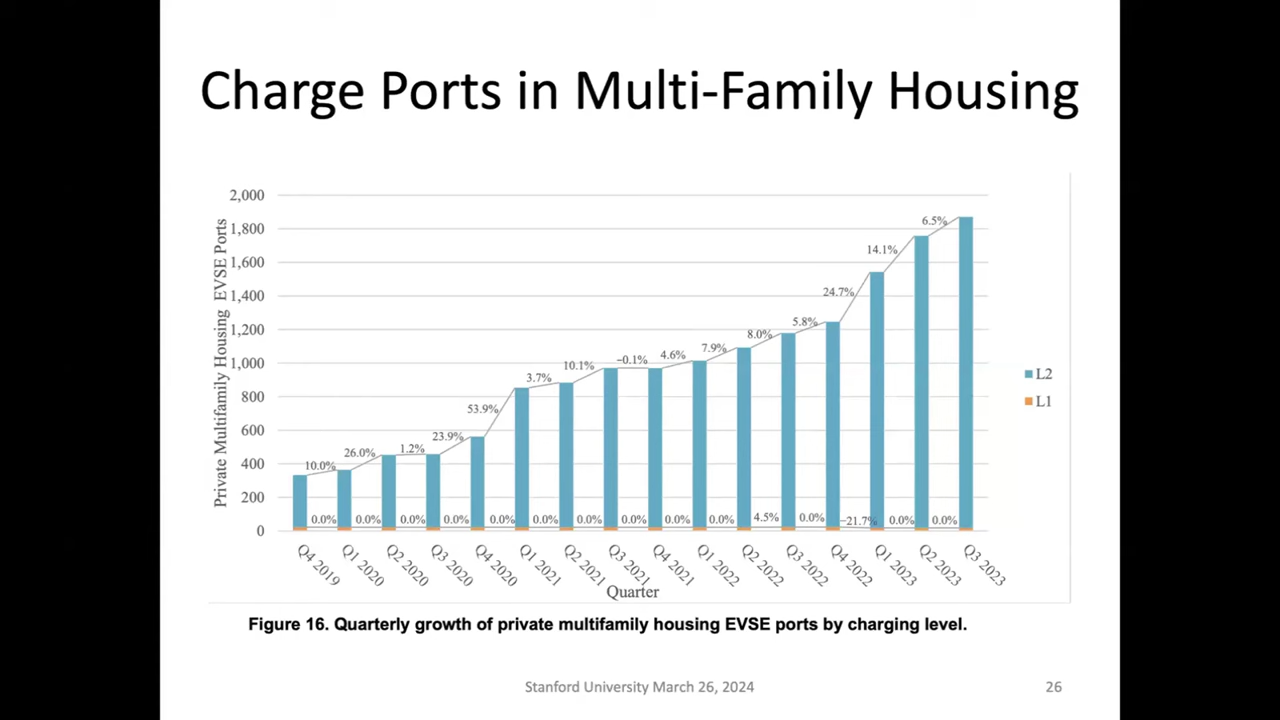 Charge Ports in Multi-Family Housing
Private Multifamily Housing EVSE Ports
2,000
1,800
1,600
1,400
1,200
1,000
800
600
400
200
0
10.0%
26.0%
1.2%
23.9%
53.9%
3.7%
10.1%
−0.1%
4.6%
7.9%
8.0%
5.8%
24.7%
14.1%
6.5%
0.0%
0.0%
0.0%
0.0%
0.0%
0.0%
0.0%
0.0%
0.0%
0.0%
4.5%
0.0%
−21.7%
0.0%
0.0%
Q4 2019
Q1 2020
Q2 2020
Q3 2020
Q4 2020
Q1 2021
Q2 2021
Q3 2021
Q4 2021
Q1 2022
Q2 2022
Q3 2022
Q4 2022
Q1 2023
Q2 2023
Q3 2023
Quarter
L2
L1
Figure 16. Quarterly growth of private multifamily housing EVSE ports by charging level.
Stanford University March 26, 2024
26